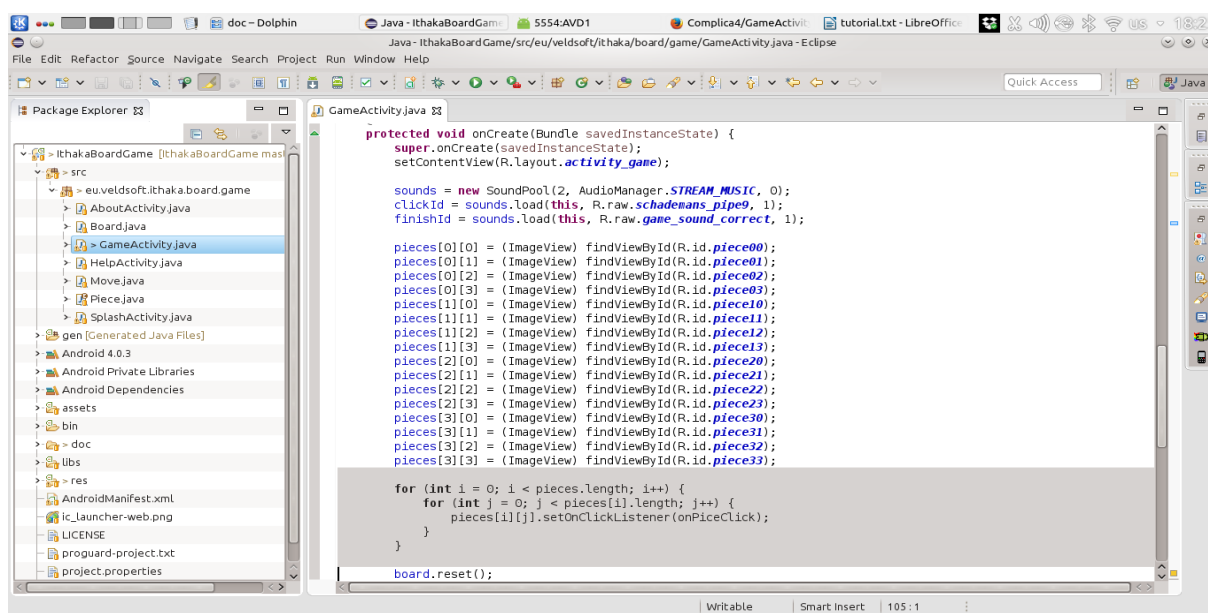 doc – Dolphin
Java - IthakaBoardGame
5554:AVD1
Complica4/GameActivit
tutorial.txt - LibreOffice
US
18:2
Java - IthakaBoardGame/src/eu/veldsoft/ithaka/board/game/GameActivity.java - Eclipse
File Edit Refactor Source Navigate Search Project Run Window Help
Quick Access
Java
Package Explorer
GameActivity.java
> IthakaBoardGame [IthakaBoardGame mast
> src
> eu.veldsoft.ithaka.board.game
AboutActivity.java
Board.java
> GameActivity.java
HelpActivity.java
Move.java
Piece.java
SplashActivity.java
gen [Generated Java Files]
Android 4.0.3
Android Private Libraries
Android Dependencies
assets
bin
> doc
libs
> res
AndroidManifest.xml
ic_launcher-web.png
LICENSE
proguard-project.txt
project.properties
protected void onCreate(Bundle savedInstanceState) {
super.onCreate(savedInstanceState);
setContentView(R.layout.activity_game);
sounds = new SoundPool(2, AudioManager.STREAM_MUSIC, 0);
clickId = sounds.load(this, R.raw.schademans_pipe9, 1);
finishId = sounds.load(this, R.raw.game_sound_correct, 1);
pieces[0][0] = (ImageView) findViewById(R.id.piece00);
pieces[0][1] = (ImageView) findViewById(R.id.piece01);
pieces[0][2] = (ImageView) findViewById(R.id.piece02);
pieces[0][3] = (ImageView) findViewById(R.id.piece03);
pieces[1][0] = (ImageView) findViewById(R.id.piece10);
pieces[1][1] = (ImageView) findViewById(R.id.piece11);
pieces[1][2] = (ImageView) findViewById(R.id.piece12);
pieces[1][3] = (ImageView) findViewById(R.id.piece13);
pieces[2][0] = (ImageView) findViewById(R.id.piece20);
pieces[2][1] = (ImageView) findViewById(R.id.piece21);
pieces[2][2] = (ImageView) findViewById(R.id.piece22);
pieces[2][3] = (ImageView) findViewById(R.id.piece23);
pieces[3][0] = (ImageView) findViewById(R.id.piece30);
pieces[3][1] = (ImageView) findViewById(R.id.piece31);
pieces[3][2] = (ImageView) findViewById(R.id.piece32);
pieces[3][3] = (ImageView) findViewById(R.id.piece33);
for (int i = 0; i < pieces.length; i++) {
for (int j = 0; j < pieces[i].length; j++) {
pieces[i][j].setOnClickListener(onPiceClick);
}
}
board.reset();
Writable
Smart Insert
105 : 1